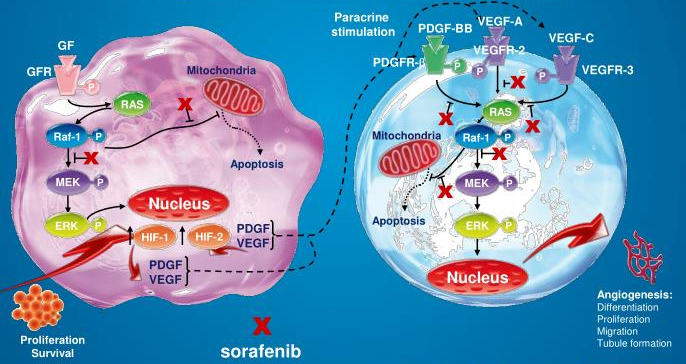 GF
GFR
P
RAS
Mitochondria
Raf-1
P
Apoptosis
MEK
P
Nucleus
ERK
P
HIF-1
HIF-2
PDGF
VEGF
PDGF
VEGF
Proliferation
Survival
X
X
X
sorafenib
Paracrine
stimulation
PDGF-BB
VEGF-A
VEGF-C
VEGFR-2
PDGFR-β
P
P
P
VEGFR-3
X
X
X
RAS
Mitochondria
Raf-1
P
X
X
MEK
P
Apoptosis
ERK
P
Nucleus
Angiogenesis:
Differentiation
Proliferation
Migration
Tubule formation